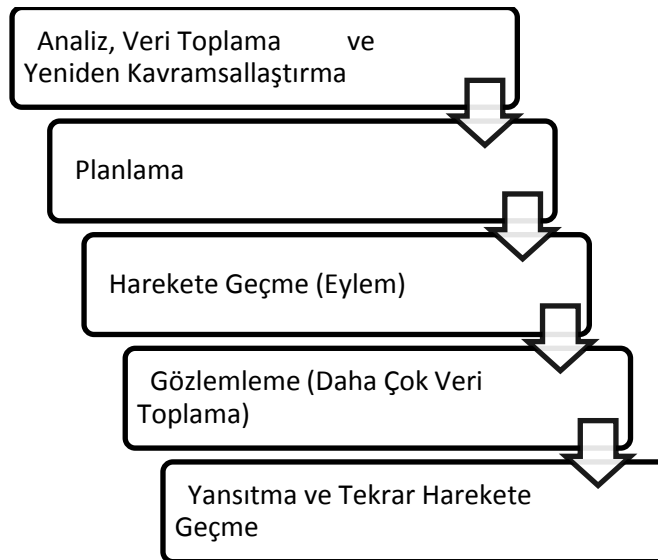 Analiz, Veri Toplama ve
Yeniden Kavramsallaştırma
Planlama
Harekete Geçme (Eylem)
Gözlemleme (Daha Çok Veri
Toplama)
Yansıtma ve Tekrar Harekete
Geçme